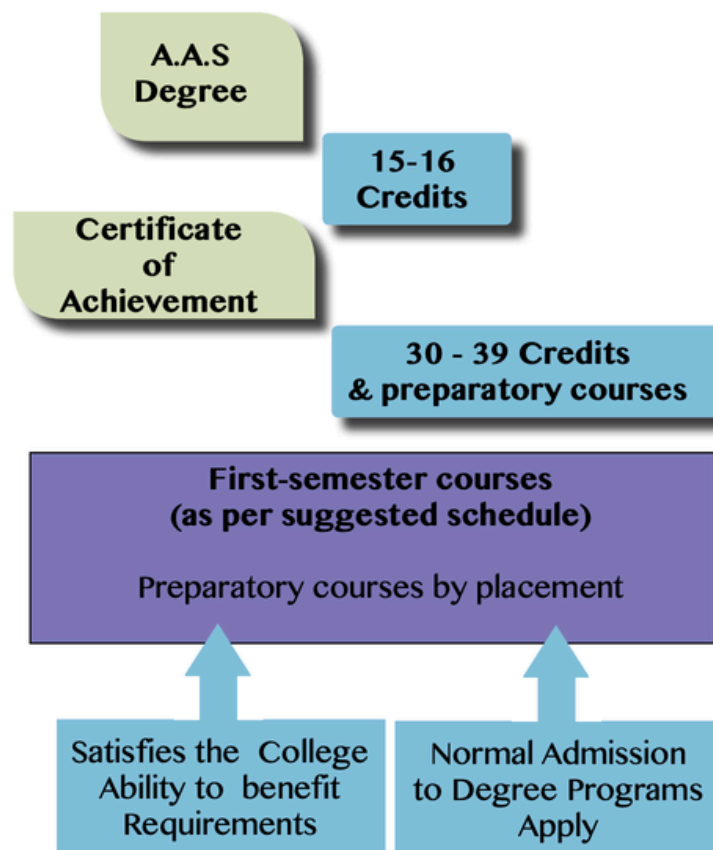 A.A.S
Degree
15-16
Credits
Certificate
of
Achievement
30 - 39 Credits
& preparatory courses
First-semester courses
(as per suggested schedule)
Preparatory courses by placement
Satisfies the College
Ability to benefit
Requirements
Normal Admission
to Degree Programs
Apply